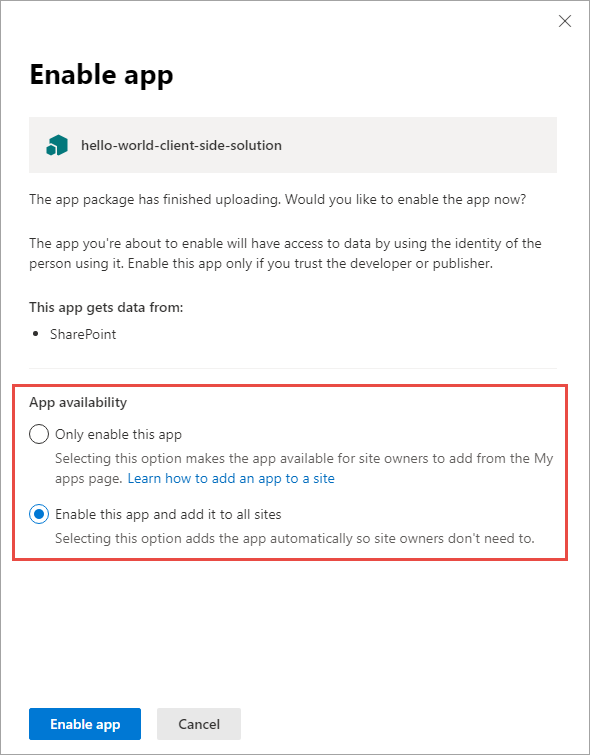 Enable app
hello-world-client-side-solution
The app package has finished uploading. Would you like to enable the app now?
The app you're about to enable will have access to data by using the identity of the
person using it. Enable this app only if you trust the developer or publisher.
This app gets data from:
• SharePoint
App availability
Only enable this app
Selecting this option makes the app available for site owners to add from the My
apps page. Learn how to add an app to a site
Enable this app and add it to all sites
Selecting this option adds the app automatically so site owners don't need to.
Enable app
Cancel